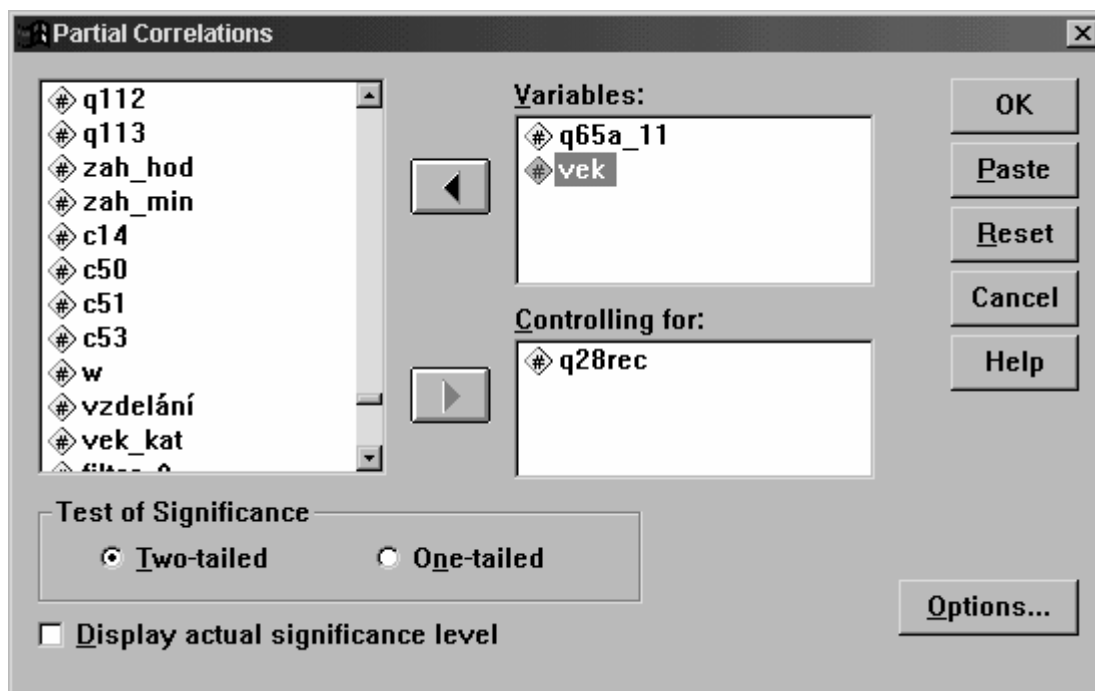 Partial Correlations
q112
q113
zah_hod
zah_min
c14
c50
c51
c53
w
vzdelání
vek_kat
Variables:
q65a_11
vek
Controlling for:
q28rec
OK
Paste
Reset
Cancel
Help
Test of Significance
Two-tailed
One-tailed
Display actual significance level
Options...